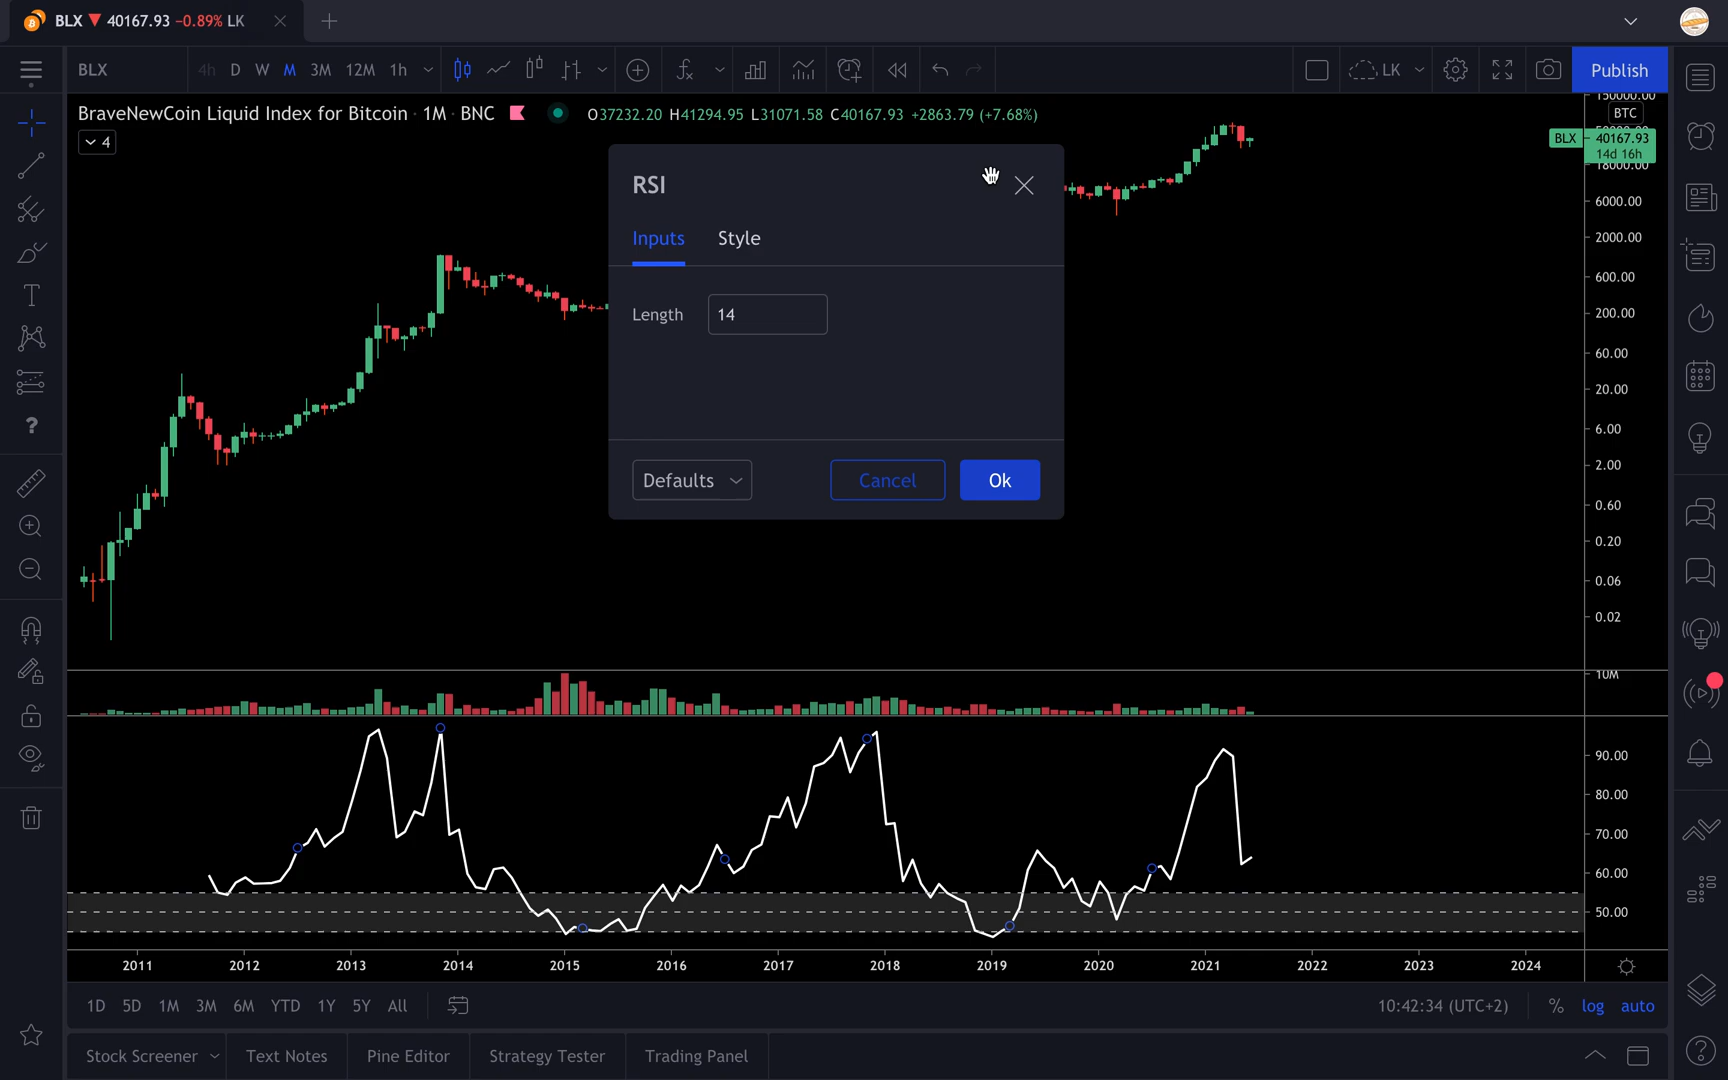 BLX 40167.93 −0.89% LK
BLX 4h D W M 3M 12M 1h LK Publish
BraveNewCoin Liquid Index for Bitcoin · 1M · BNC O37232.20 H41294.95 L31071.58 C40167.93 +2863.79 (+7.68%)
4
BTC
BLX 40167.93
14d 16h
6000.00
2000.00
600.00
200.00
60.00
20.00
6.00
2.00
0.60
0.20
0.06
0.02
RSI
Inputs Style
Length 14
Defaults Cancel Ok
10M
90.00
80.00
70.00
60.00
50.00
2011 2012 2013 2014 2015 2016 2017 2018 2019 2020 2021 2022 2023 2024
1D 5D 1M 3M 6M YTD 1Y 5Y All 10:42:34 (UTC+2) % log auto
Stock Screener Text Notes Pine Editor Strategy Tester Trading Panel